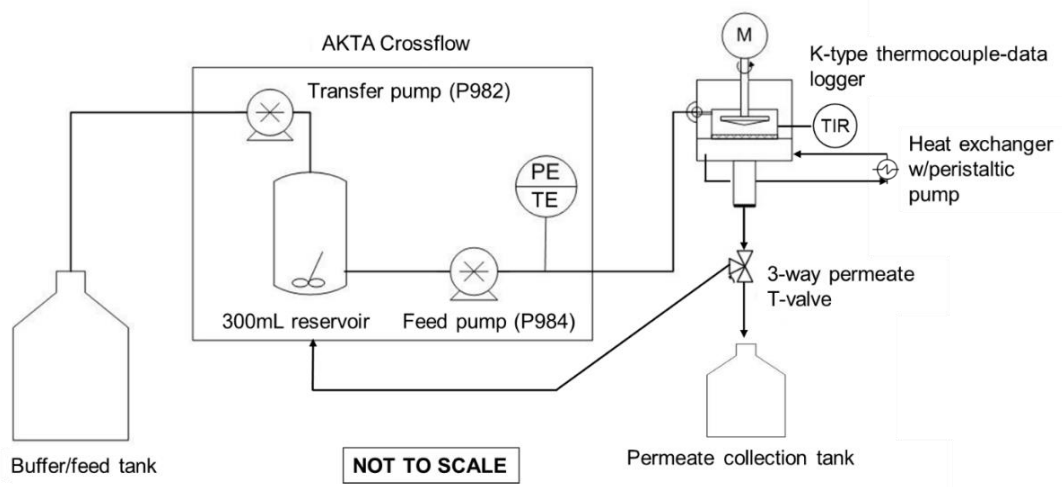 AKTA Crossflow
M
K-type thermocouple-data
logger
Transfer pump (P982)
TIR
Heat exchanger
w/peristaltic
pump
PE
TE
3-way permeate
T-valve
300mL reservoir
Feed pump (P984)
Buffer/feed tank
NOT TO SCALE
Permeate collection tank